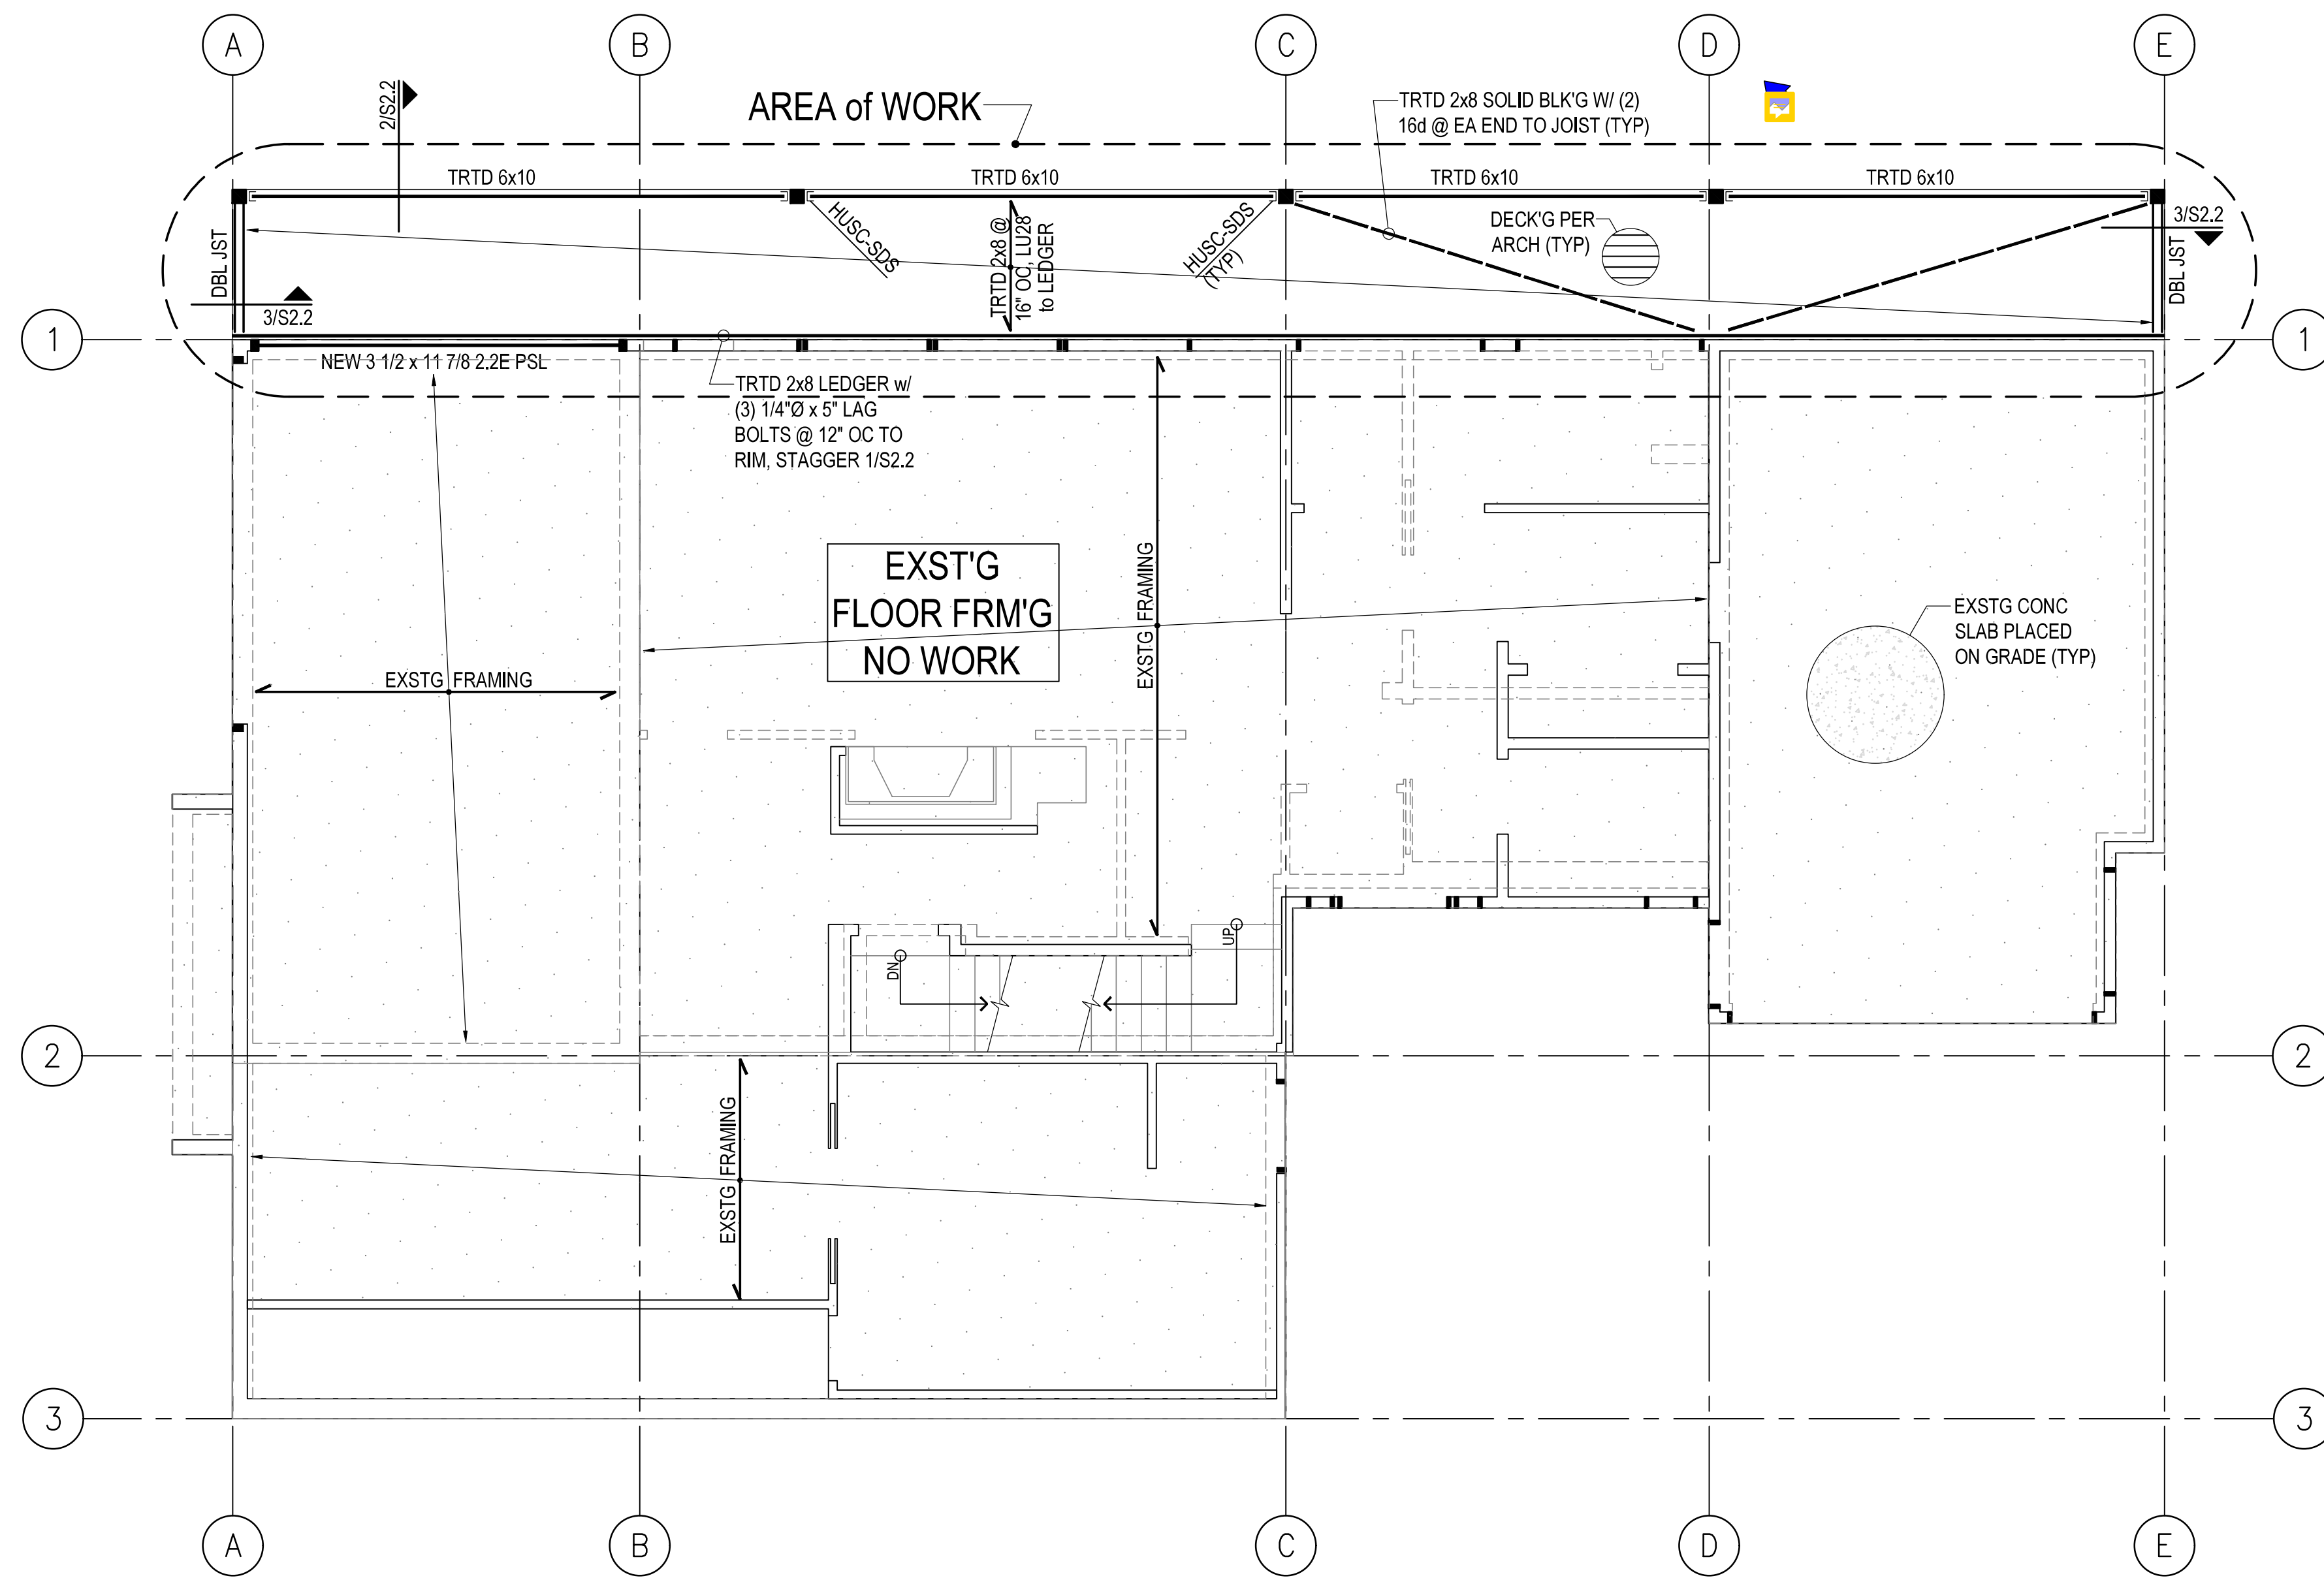 A
B
C
D
E
2/S2.2
AREA of WORK
TRTD 2x8 SOLID BLK'G W/ (2)
16d @ EA END TO JOIST (TYP)
TRTD 6x10
TRTD 6x10
TRTD 6x10
TRTD 6x10
DBL JST
HUSC-SDS
TRTD 2x8 @
16" OC, LU28
to LEDGER
HUSC-SDS
(TYP)
DECK'G PER
ARCH (TYP)
3/S2.2
DBL JST
3/S2.2
1
1
NEW 3 1/2 x 11 7/8 2.2E PSL
TRTD 2x8 LEDGER w/
(3) 1/4"Ø x 5" LAG
BOLTS @ 12" OC TO
RIM, STAGGER 1/S2.2
EXST'G
FLOOR FRM'G
NO WORK
EXSTG FRAMING
EXSTG FRAMING
EXSTG CONC
SLAB PLACED
ON GRADE (TYP)
DN
UP
2
2
EXSTG FRAMING
3
3
A
B
C
D
E